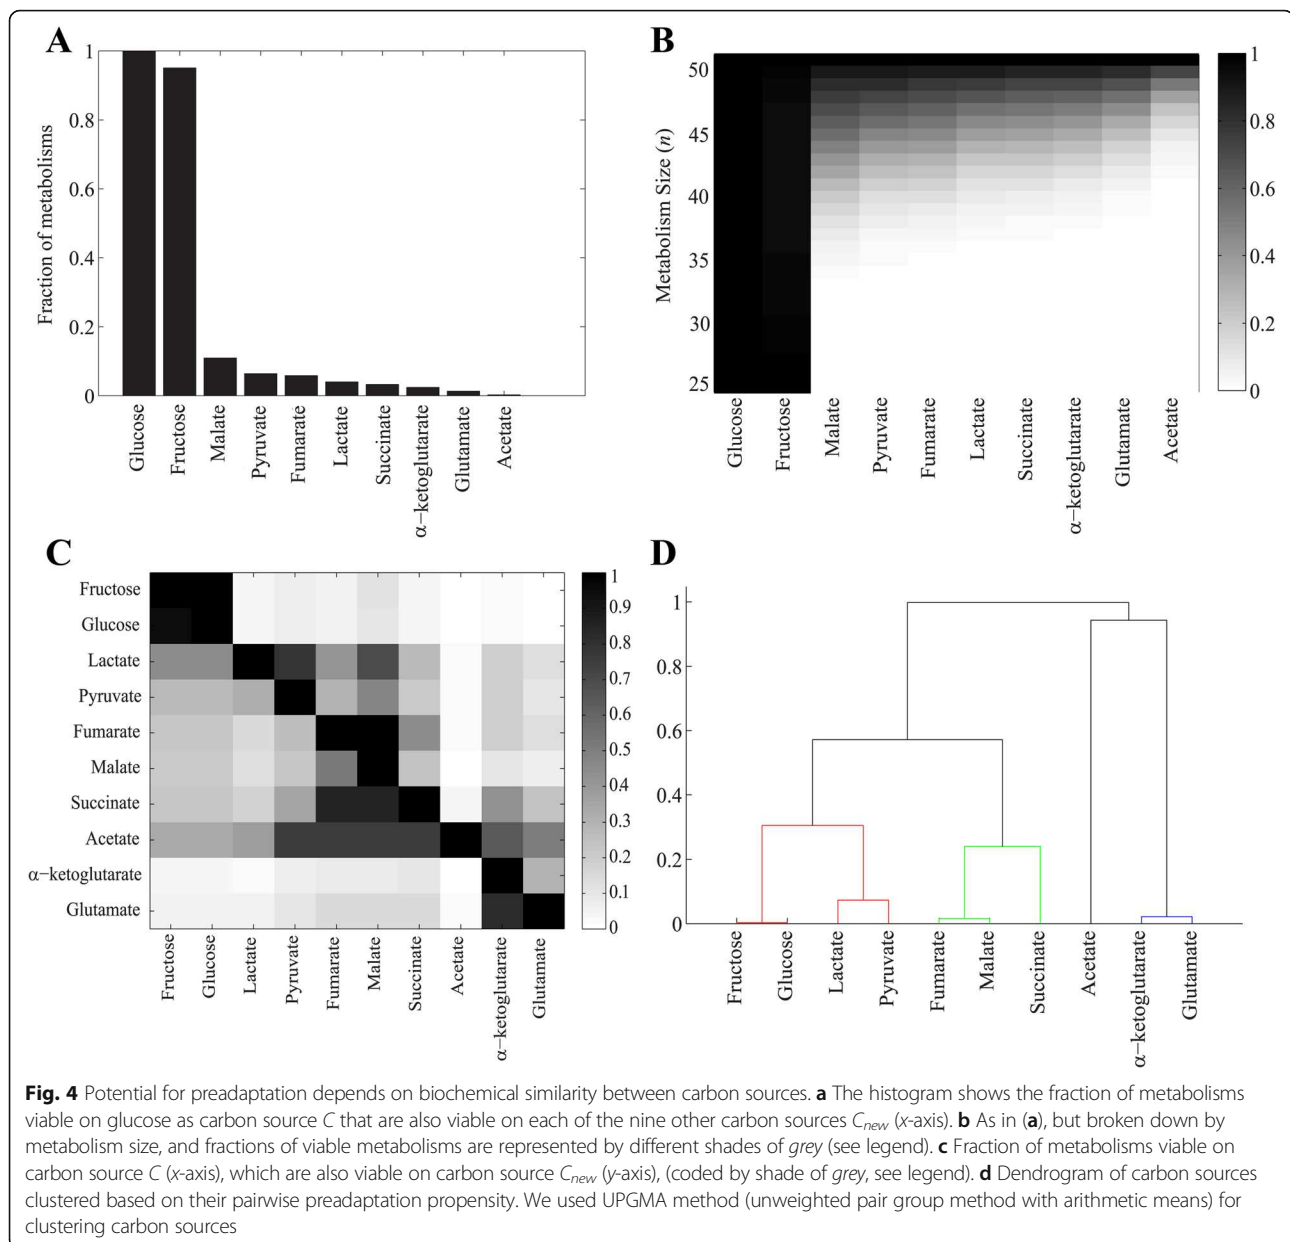 A
Fraction of metabolisms
1
0.8
0.6
0.4
0.2
0
Glucose
Fructose
Malate
Pyruvate
Fumarate
Lactate
Succinate
α−ketoglutarate
Glutamate
Acetate
B
Metabolism Size (n)
50
45
40
35
30
25
Glucose
Fructose
Malate
Pyruvate
Fumarate
Lactate
Succinate
α−ketoglutarate
Glutamate
Acetate
1
0.8
0.6
0.4
0.2
0
C
Fructose
Glucose
Lactate
Pyruvate
Fumarate
Malate
Succinate
Acetate
α−ketoglutarate
Glutamate
Fructose
Glucose
Lactate
Pyruvate
Fumarate
Malate
Succinate
Acetate
α−ketoglutarate
Glutamate
1
0.9
0.8
0.7
0.6
0.5
0.4
0.3
0.2
0.1
0
D
1
0.8
0.6
0.4
0.2
0
Fructose
Glucose
Lactate
Pyruvate
Fumarate
Malate
Succinate
Acetate
α−ketoglutarate
Glutamate
Fig. 4 Potential for preadaptation depends on biochemical similarity between carbon sources. a The histogram shows the fraction of metabolisms
viable on glucose as carbon source C that are also viable on each of the nine other carbon sources Cnew (x-axis). b As in (a), but broken down by
metabolism size, and fractions of viable metabolisms are represented by different shades of grey (see legend). c Fraction of metabolisms viable on
carbon source C (x-axis), which are also viable on carbon source Cnew (y-axis), (coded by shade of grey, see legend). d Dendrogram of carbon sources
clustered based on their pairwise preadaptation propensity. We used UPGMA method (unweighted pair group method with arithmetic means) for
clustering carbon sources